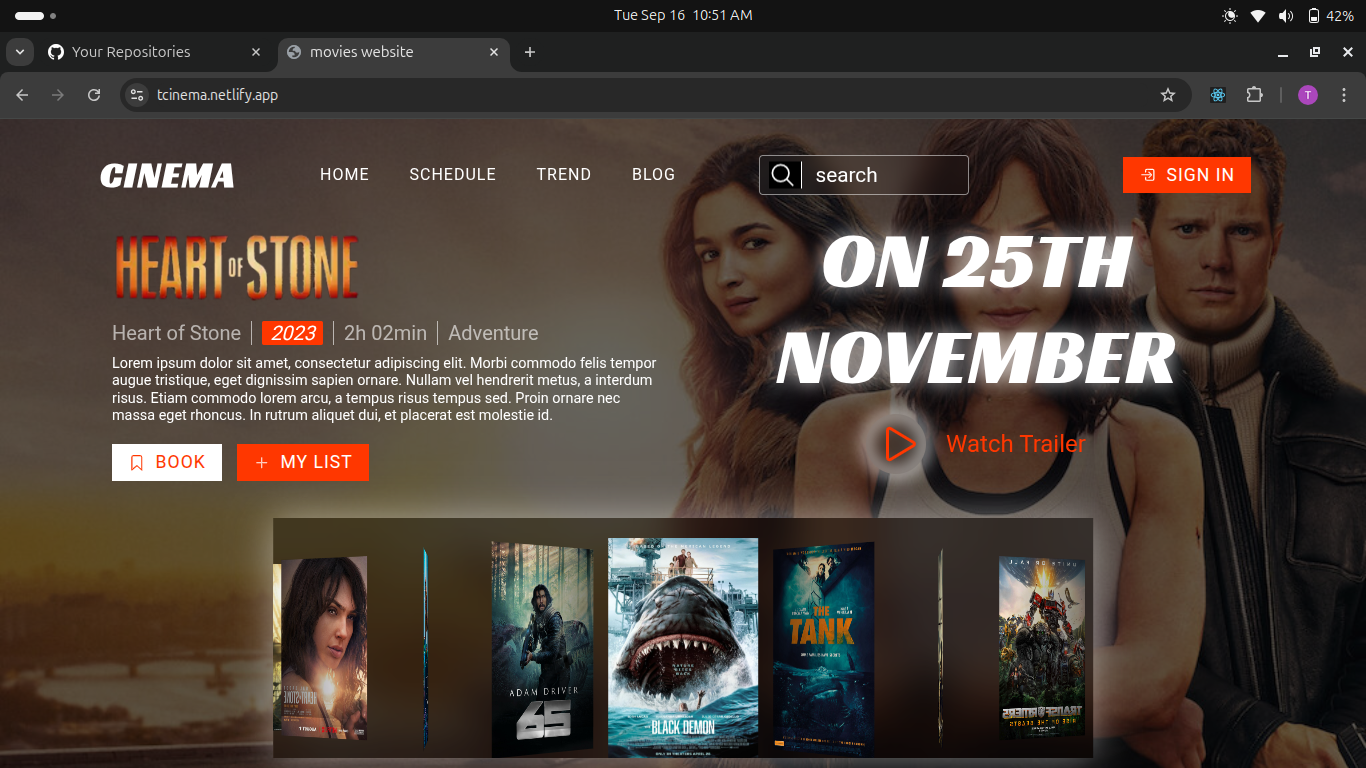 Tue Sep 16 10:51 AM
42%
Your Repositories
movies website
tcinema.netlify.app
T
CINEMA
HOME
SCHEDULE
TREND
BLOG
search
SIGN IN
HEART OF STONE
ON 25TH
NOVEMBER
Heart of Stone
2023
2h 02min
Adventure
Lorem ipsum dolor sit amet, consectetur adipiscing elit. Morbi commodo felis tempor
augue tristique, eget dignissim sapien ornare. Nullam vel hendrerit metus, a interdum
risus. Etiam commodo lorem arcu, a tempus risus tempus sed. Proin ornare nec
massa eget rhoncus. In rutrum aliquet dui, et placerat est molestie id.
Watch Trailer
BOOK
MY LIST
ADAM DRIVER
65
BLACK DEMON
THE
TANK
TRANSFORMERS